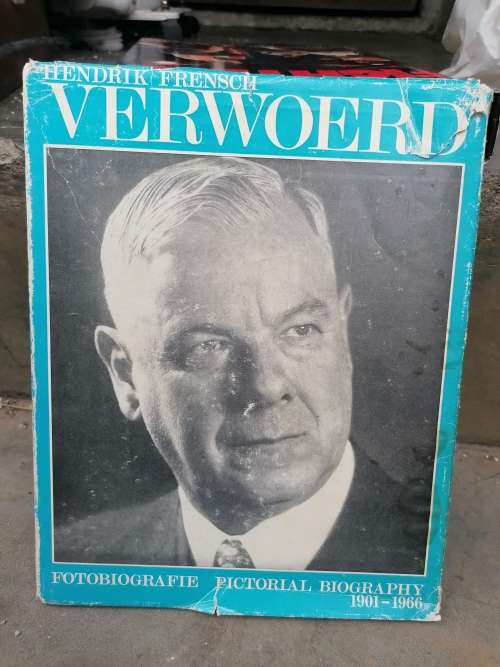 HENDRIK FRENSCH
VERWOERD
FOTOBIOGRAFIE PICTORIAL BIOGRAPHY
1901–1966